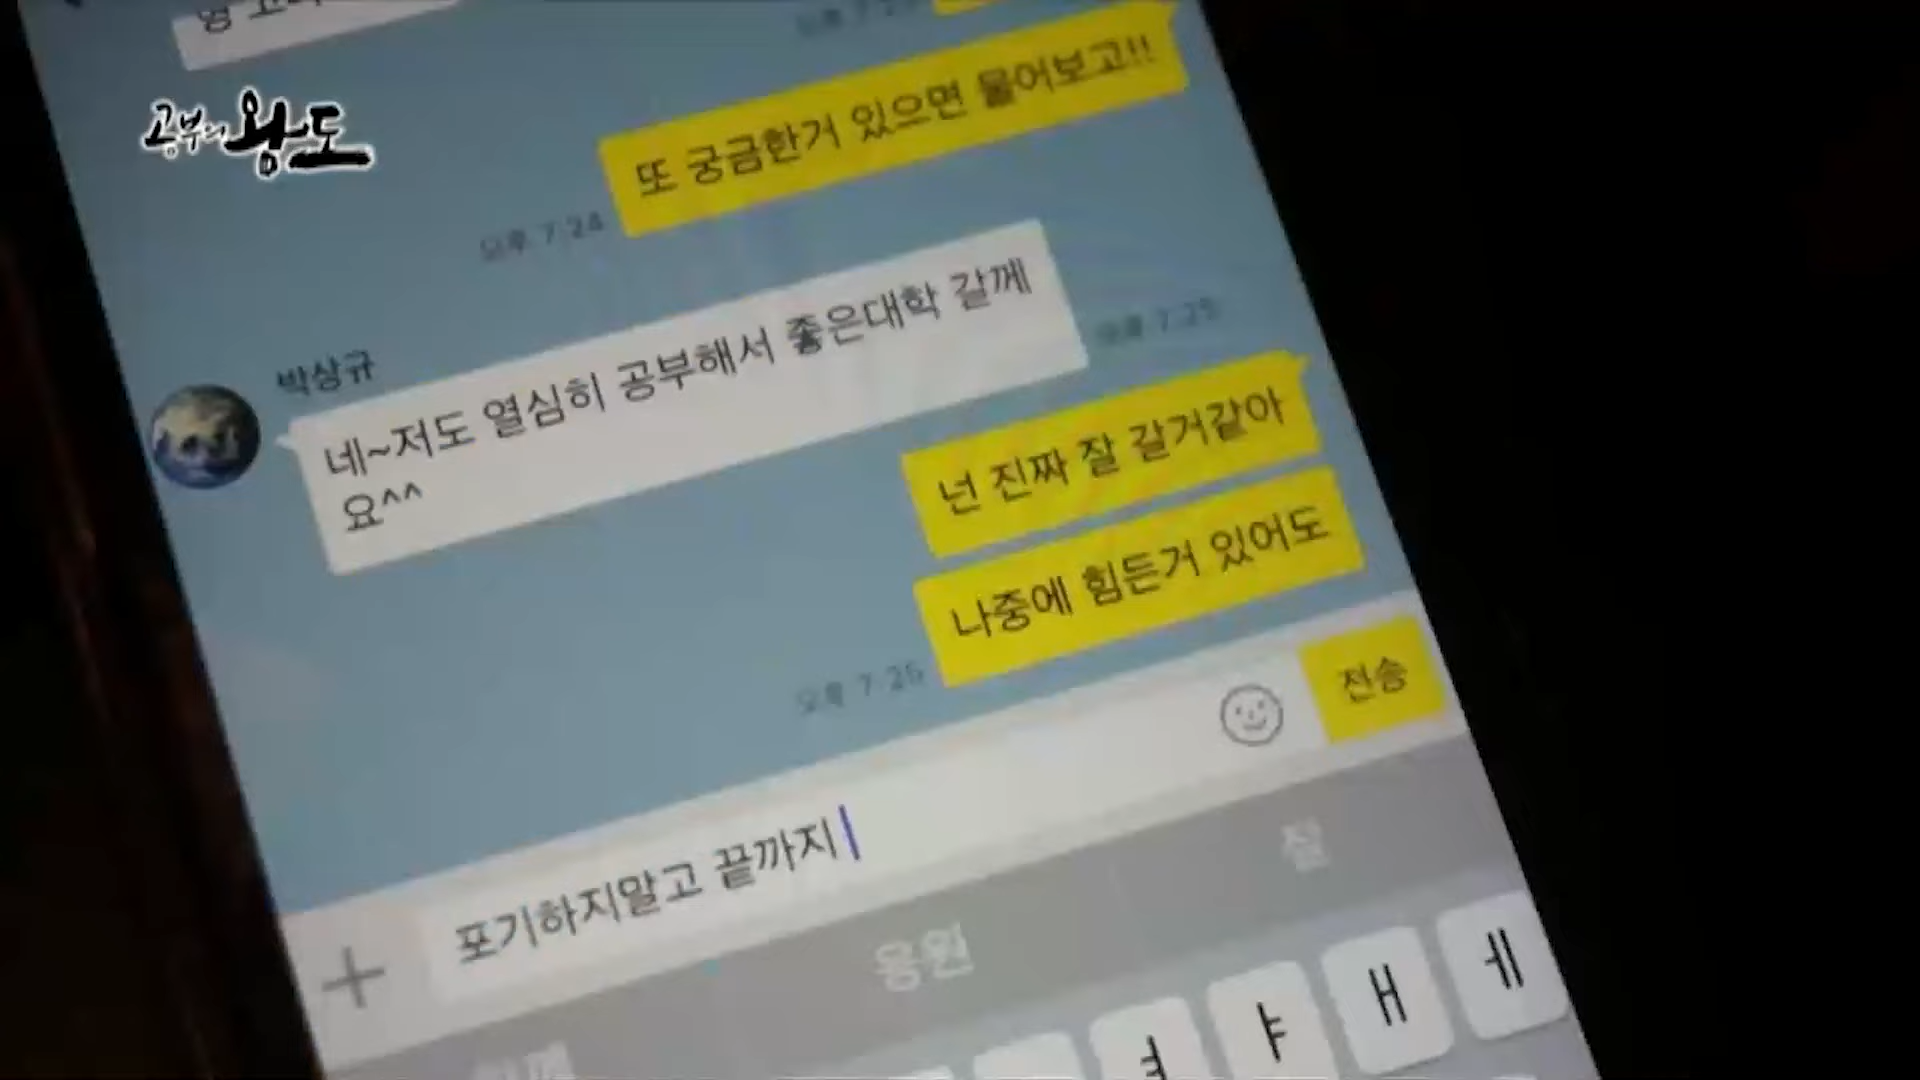 공부의 왕도
또 궁금한거 있으면 물어보고!!
오후 7:24
박상규
네~저도 열심히 공부해서 좋은대학 갈께
요^^
오후 7:25
넌 진짜 잘 갈거같아
나중에 힘든거 있어도
오후 7:25
전송
포기하지말고 끝까지
잘
응원
ㅕ ㅑ ㅐ ㅔ